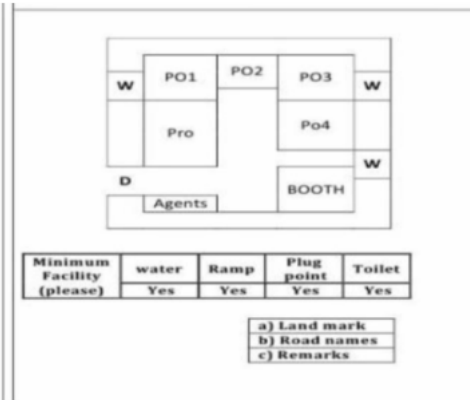 PO1 PO2 PO3
W W
Pro Po4
W
D
BOOTH
Agents
Minimum Facility (please) water Ramp Plug point Toilet
Yes Yes Yes Yes
a) Land mark
b) Road names
c) Remarks